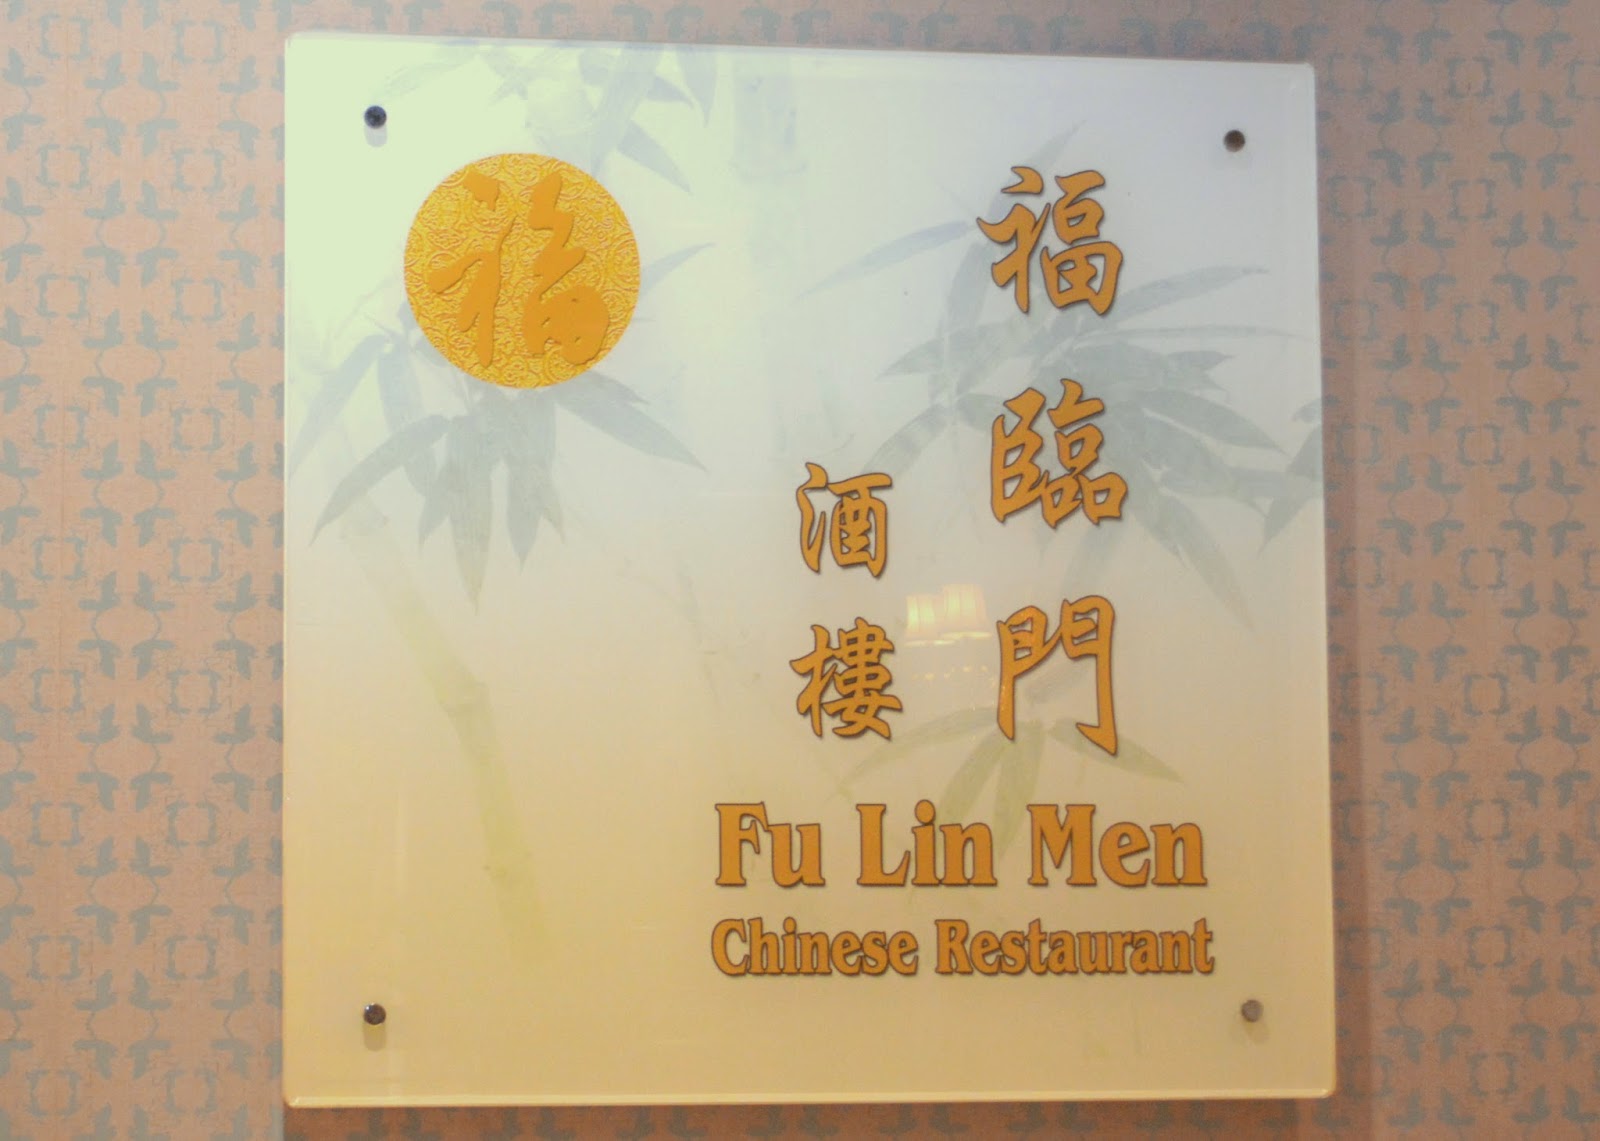 福
福臨門
酒樓
Fu Lin Men
Chinese Restaurant